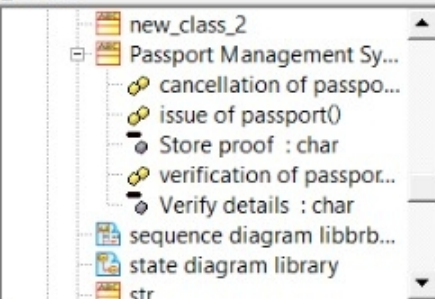 new_class_2
Passport Management Sy...
cancellation of passpo...
issue of passport()
Store proof : char
verification of passpor...
Verify details : char
sequence diagram libbrb...
state diagram library
str